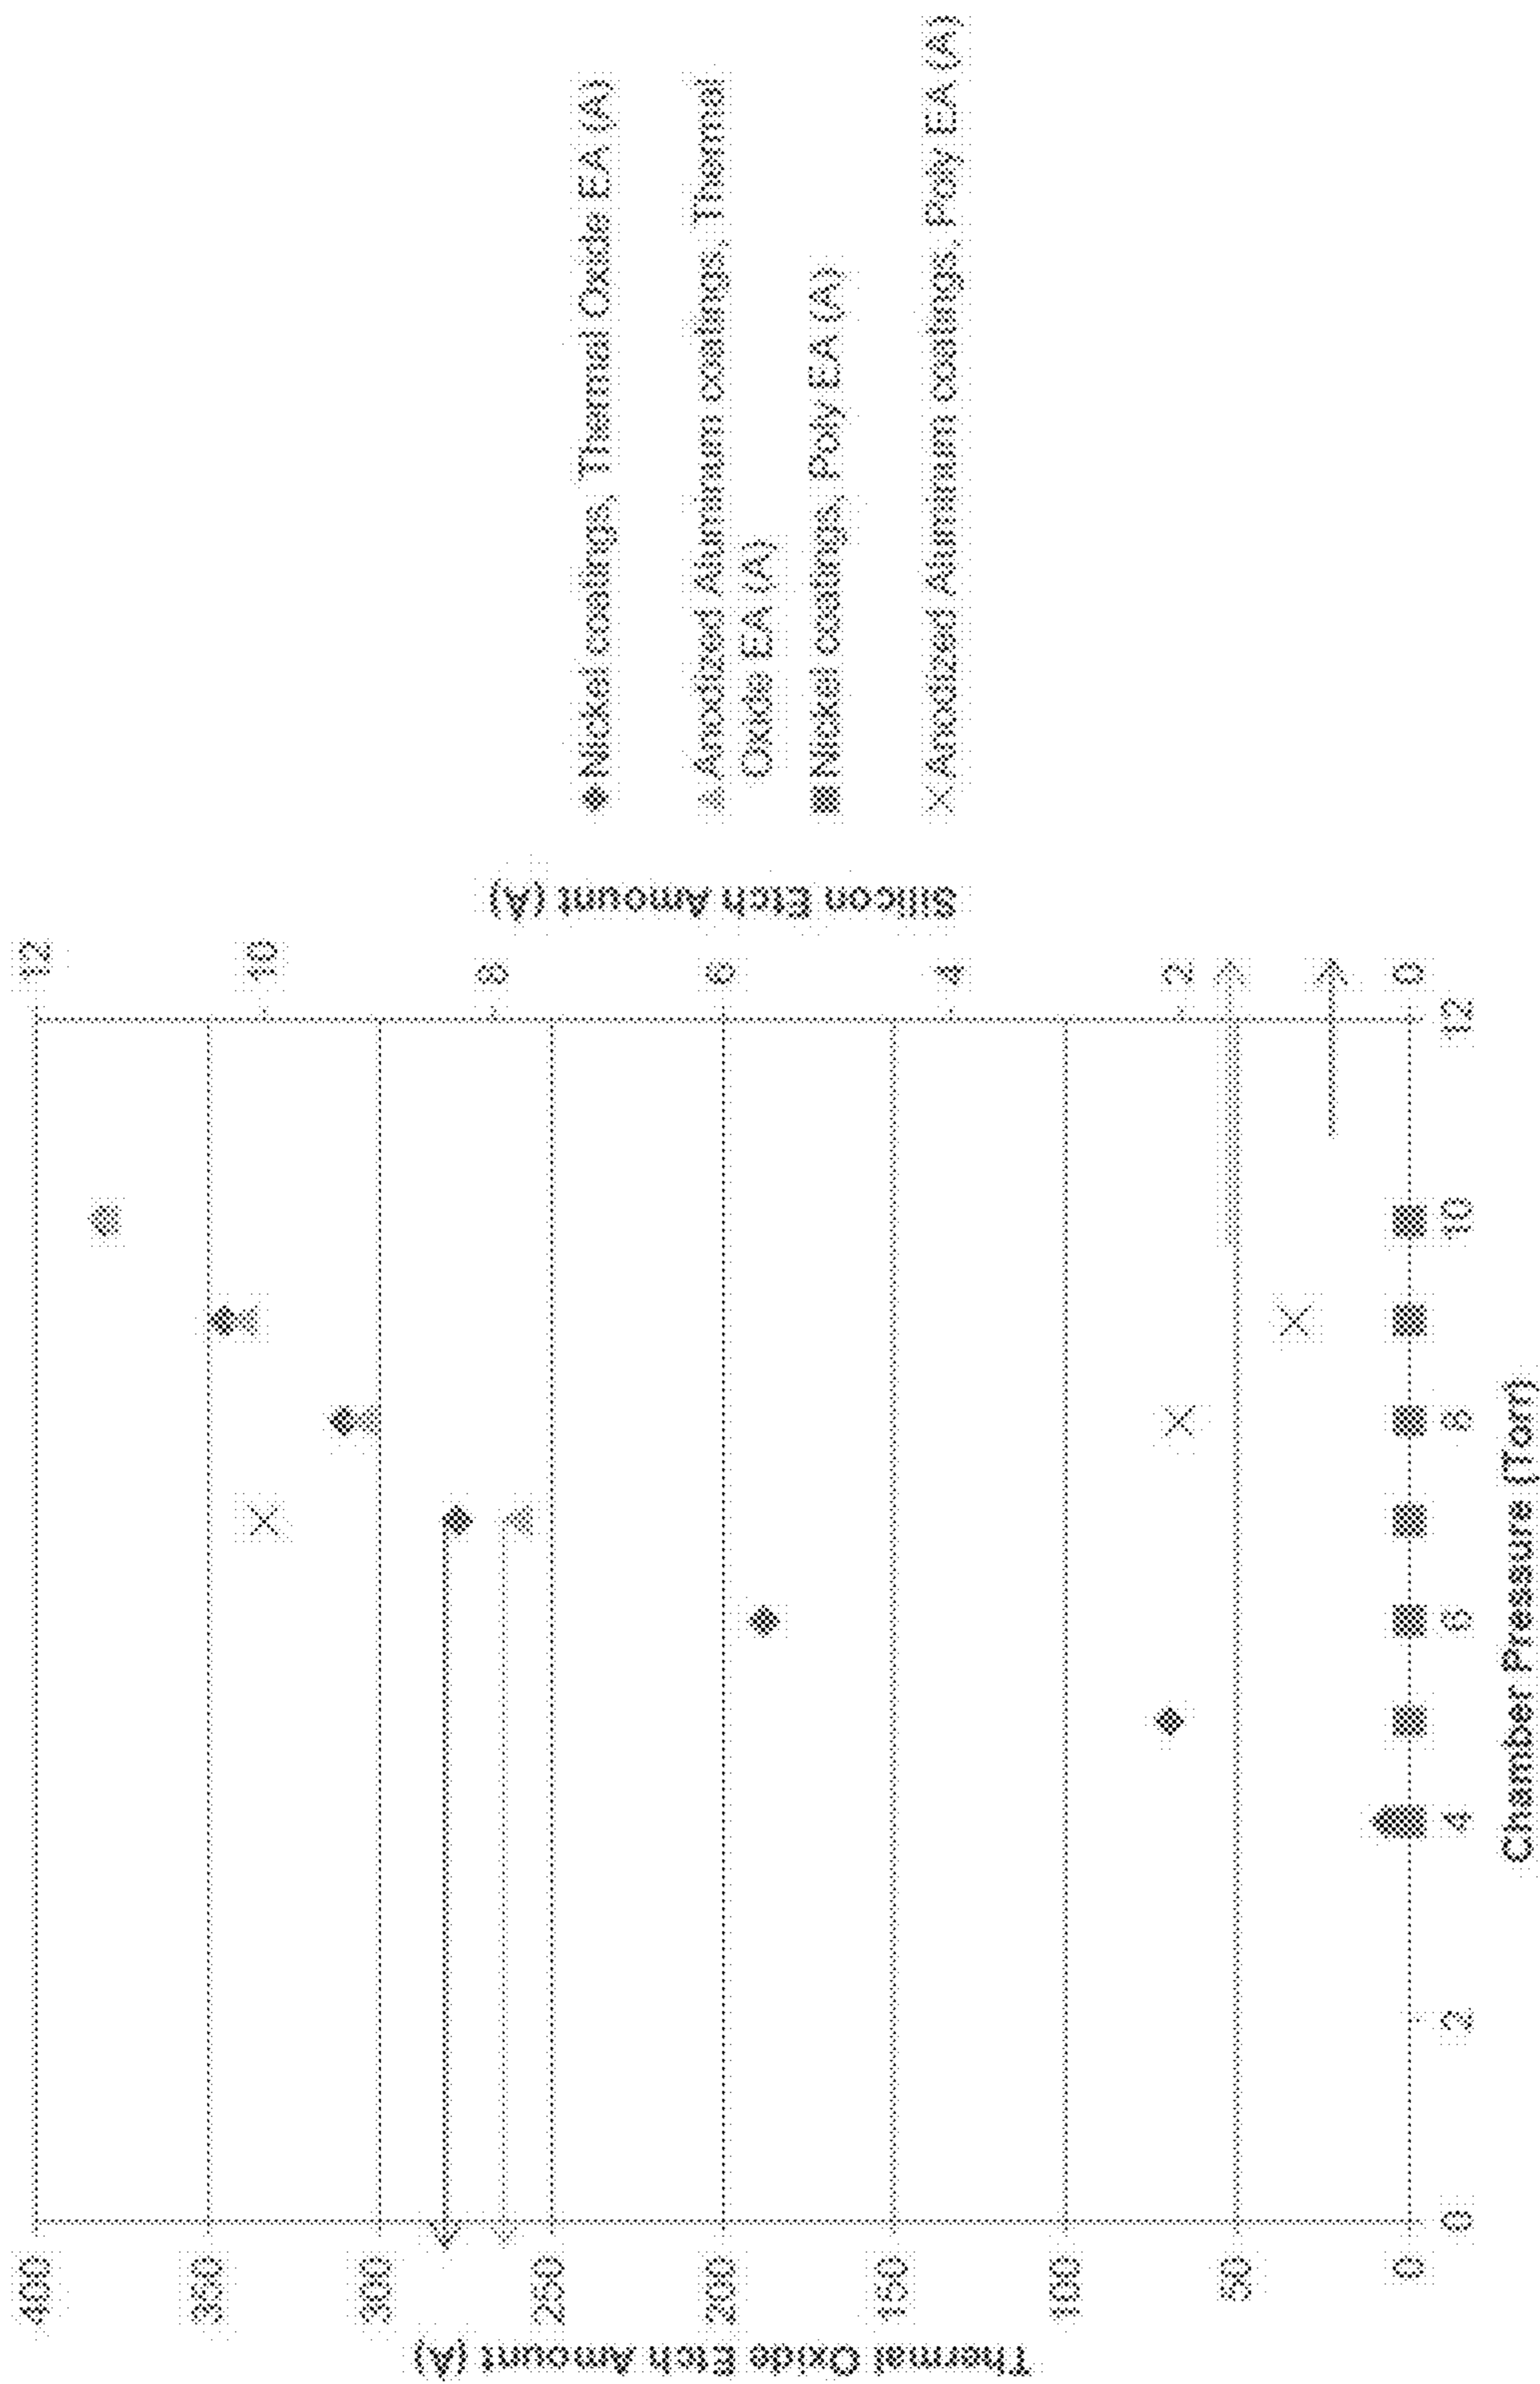 Thermal Oxide Etch Amount (A)
400
350
300
250
200
150
100
50
0
0
2
4
6
8
10
12
Chamber Pressure (Torr)
12
10
8
6
4
2
0
Silicon Etch Amount (A)
Nickel coatings, Thermal Oxide EA (A)
Anodized Aluminum coatings, Thermal
Oxide EA (A)
Nickel coatings, Poly EA (A)
Anodized Aluminum coatings, Poly EA (A)